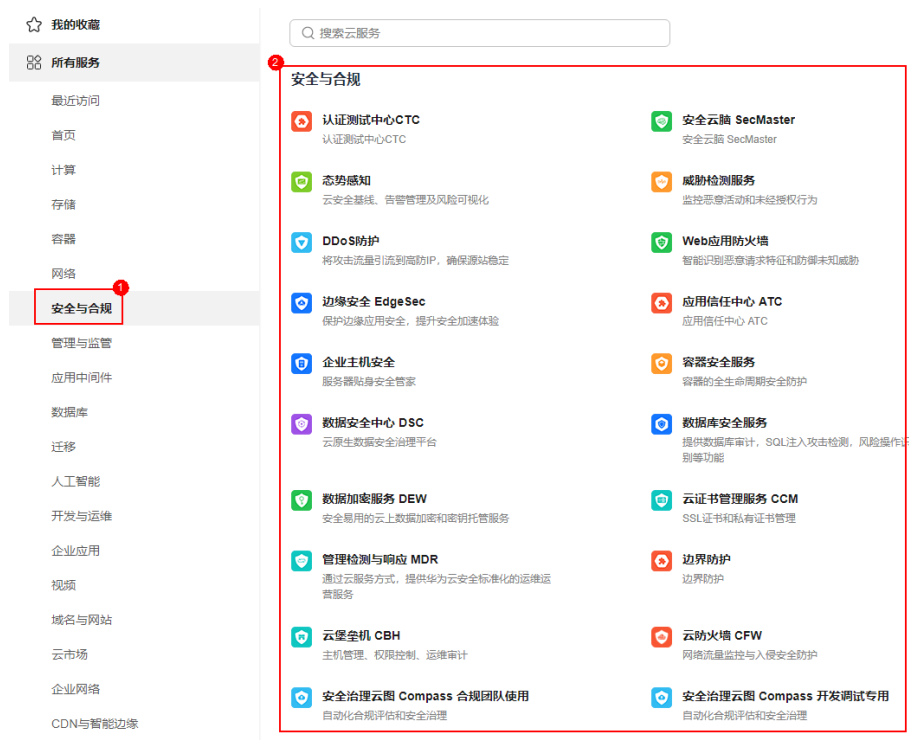 我的收藏
所有服务
最近访问
首页
计算
存储
容器
网络
1
安全与合规
管理与监管
应用中间件
数据库
迁移
人工智能
开发与运维
企业应用
视频
域名与网站
云市场
企业网络
CDN与智能边缘
搜索云服务
2
安全与合规
认证测试中心CTC
认证测试中心CTC
安全云脑 SecMaster
安全云脑 SecMaster
态势感知
云安全基线、告警管理及风险可视化
威胁检测服务
监控恶意活动和未经授权行为
DDoS防护
将攻击流量引流到高防IP，确保源站稳定
Web应用防火墙
智能识别恶意请求特征和防御未知威胁
边缘安全 EdgeSec
保护边缘应用安全，提升安全加速体验
应用信任中心 ATC
应用信任中心 ATC
企业主机安全
服务器贴身安全管家
容器安全服务
容器的全生命周期安全防护
数据安全中心 DSC
云原生数据安全治理平台
数据库安全服务
提供数据库审计，SQL注入攻击检测，风险操作识
别等功能
数据加密服务 DEW
安全易用的云上数据加密和密钥托管服务
云证书管理服务 CCM
SSL证书和私有证书管理
管理检测与响应 MDR
通过云服务方式，提供华为云安全标准化的运维运
营服务
边界防护
边界防护
云堡垒机 CBH
主机管理、权限控制、运维审计
云防火墙 CFW
网络流量监控与入侵安全防护
安全治理云图 Compass 合规团队使用
自动化合规评估和安全治理
安全治理云图 Compass 开发调试专用
自动化合规评估和安全治理